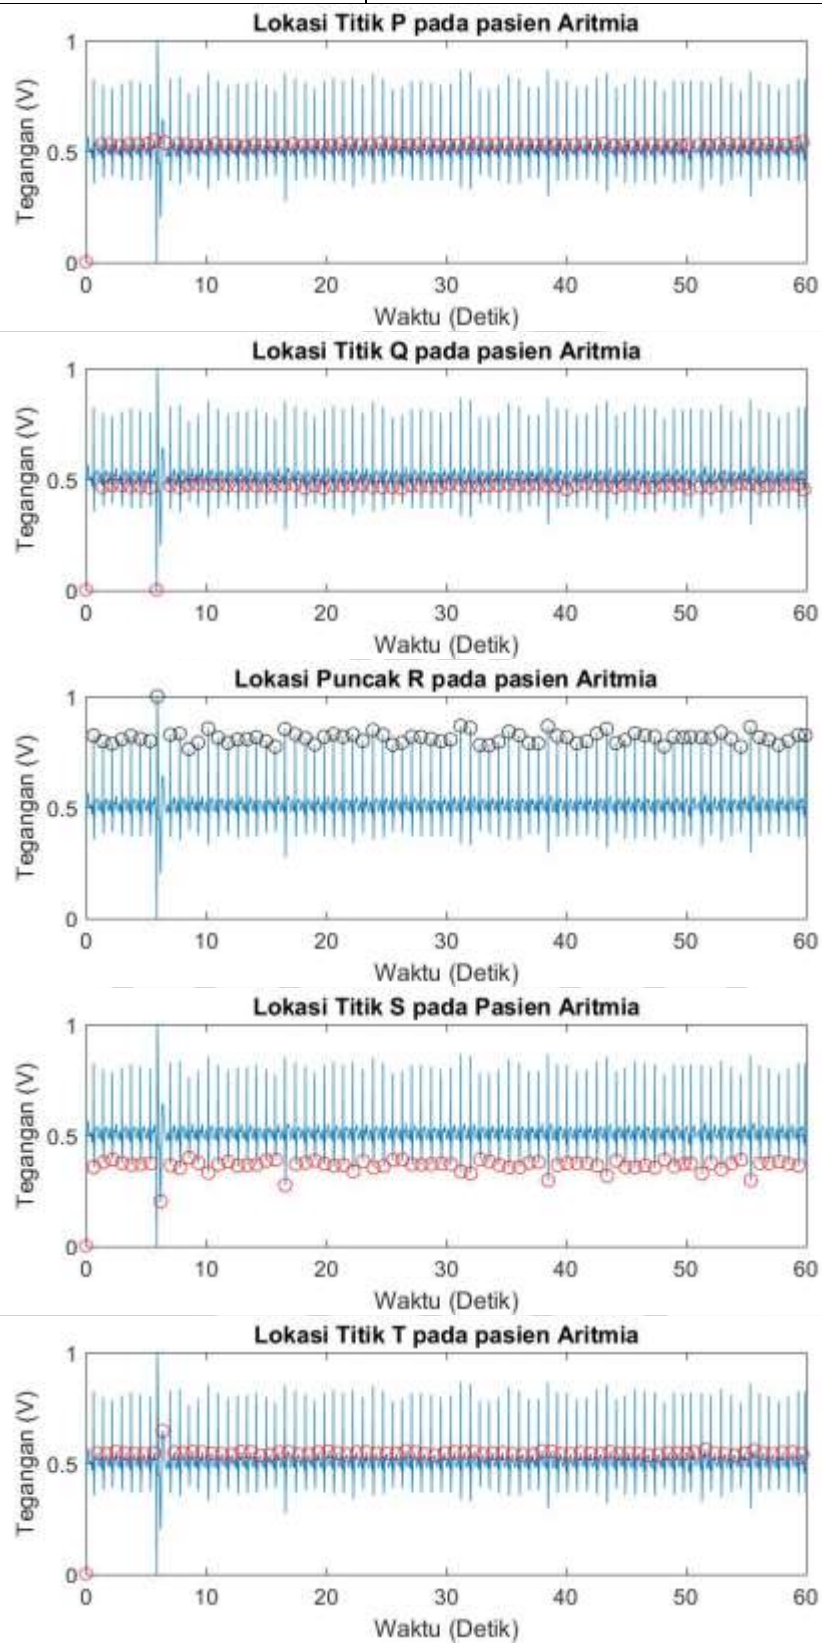 Lokasi Titik P pada pasien Aritmia
Tegangan (V)
1
0.5
0
0 10 20 30 40 50 60
Waktu (Detik)
Lokasi Titik Q pada pasien Aritmia
Tegangan (V)
1
0.5
0
0 10 20 30 40 50 60
Waktu (Detik)
Lokasi Puncak R pada pasien Aritmia
Tegangan (V)
1
0.5
0
0 10 20 30 40 50 60
Waktu (Detik)
Lokasi Titik S pada Pasien Aritmia
Tegangan (V)
1
0.5
0
0 10 20 30 40 50 60
Waktu (Detik)
Lokasi Titik T pada pasien Aritmia
Tegangan (V)
1
0.5
0
0 10 20 30 40 50 60
Waktu (Detik)